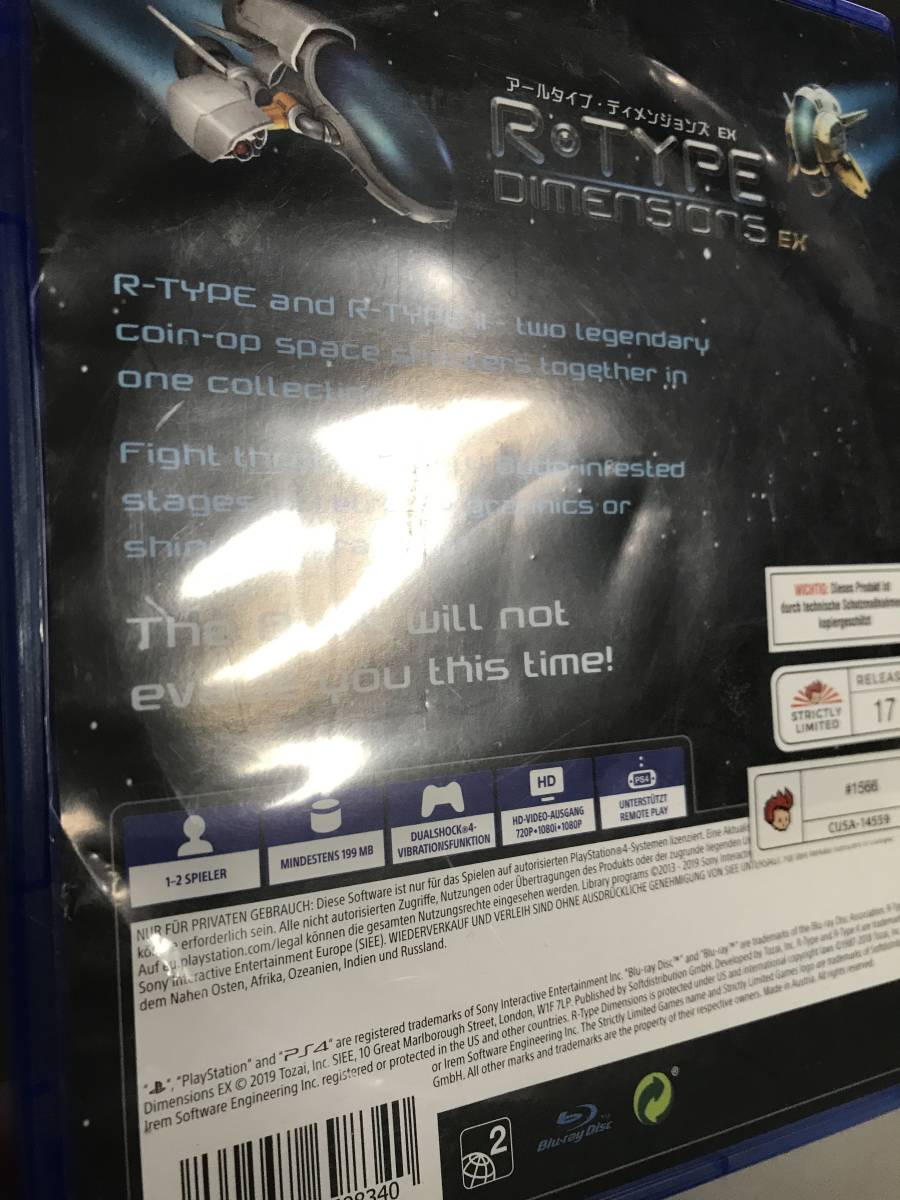 アールタイプ・ディメンジョンズ EX
R•TYPE
DIMENSIONS EX
R-TYPE and R-TYPE II - two legendary
coin-op space shooters together in
one
Fight infested
stages graphics or
The will not
you this time!
WICHTIG: Dieses Produkt ist
durch technische Schutzmaßnahmen
kopiergeschützt!
STRICTLY
LIMITED
RELEAS
17
#1566
CUSA-14559
1-2 SPIELER
MINDESTENS 199 MB
DUALSHOCK®4-
VIBRATIONSFUNKTION
HD
HD-VIDEO-AUSGANG
720P•1080i•1080P
PS4
UNTERSTÜTZT
REMOTE PLAY
NUR FÜR PRIVATEN GEBRAUCH: Diese Software ist nur für das Spielen auf autorisierten PlayStation®4-Systemen lizenziert. Eine
erforderlich sein. Alle nicht autorisierten Zugriffe, Nutzungen oder Übertragungen des Produkts oder der zugrunde liegenden
Auf eu.playstation.com/legal können die gesamten Nutzungsrechte eingesehen werden. Library programs ©2013 - 2019 Sony
Sony Interactive Entertainment Europe (SIEE). WIEDERVERKAUF UND VERLEIH SIND OHNE AUSDRÜCKLICHE GENEHMIGUNG VON SIEE
dem Nahen Osten, Afrika, Ozeanien, Indien und Russland.
"PlayStation" and "PS4" are registered trademarks of Sony Interactive Entertainment Inc. "Blu-ray Disc™" and "Blu-ray™" are trademarks of the Blu-ray Disc Association.
Dimensions EX © 2019 Tozai, Inc. SIEE, 10 Great Marlborough Street, London, W1F 7LP. Published by Softdistribution GmbH. Developed by Tozai, Inc. R-Type and R-Type II are
Irem Software Engineering Inc. registered or protected in the US and other countries. R-Type Dimensions is protected under US and international copyright laws ©1987-2018 Tozai, Inc.
or Irem Software Engineering Inc. The Strictly Limited Games name and Strictly Limited Games logo are trademarks of
GmbH. All other marks and trademarks are the property of their respective owners. Made in Austria. All rights reserved.
2
Blu-ray Disc
®
08340